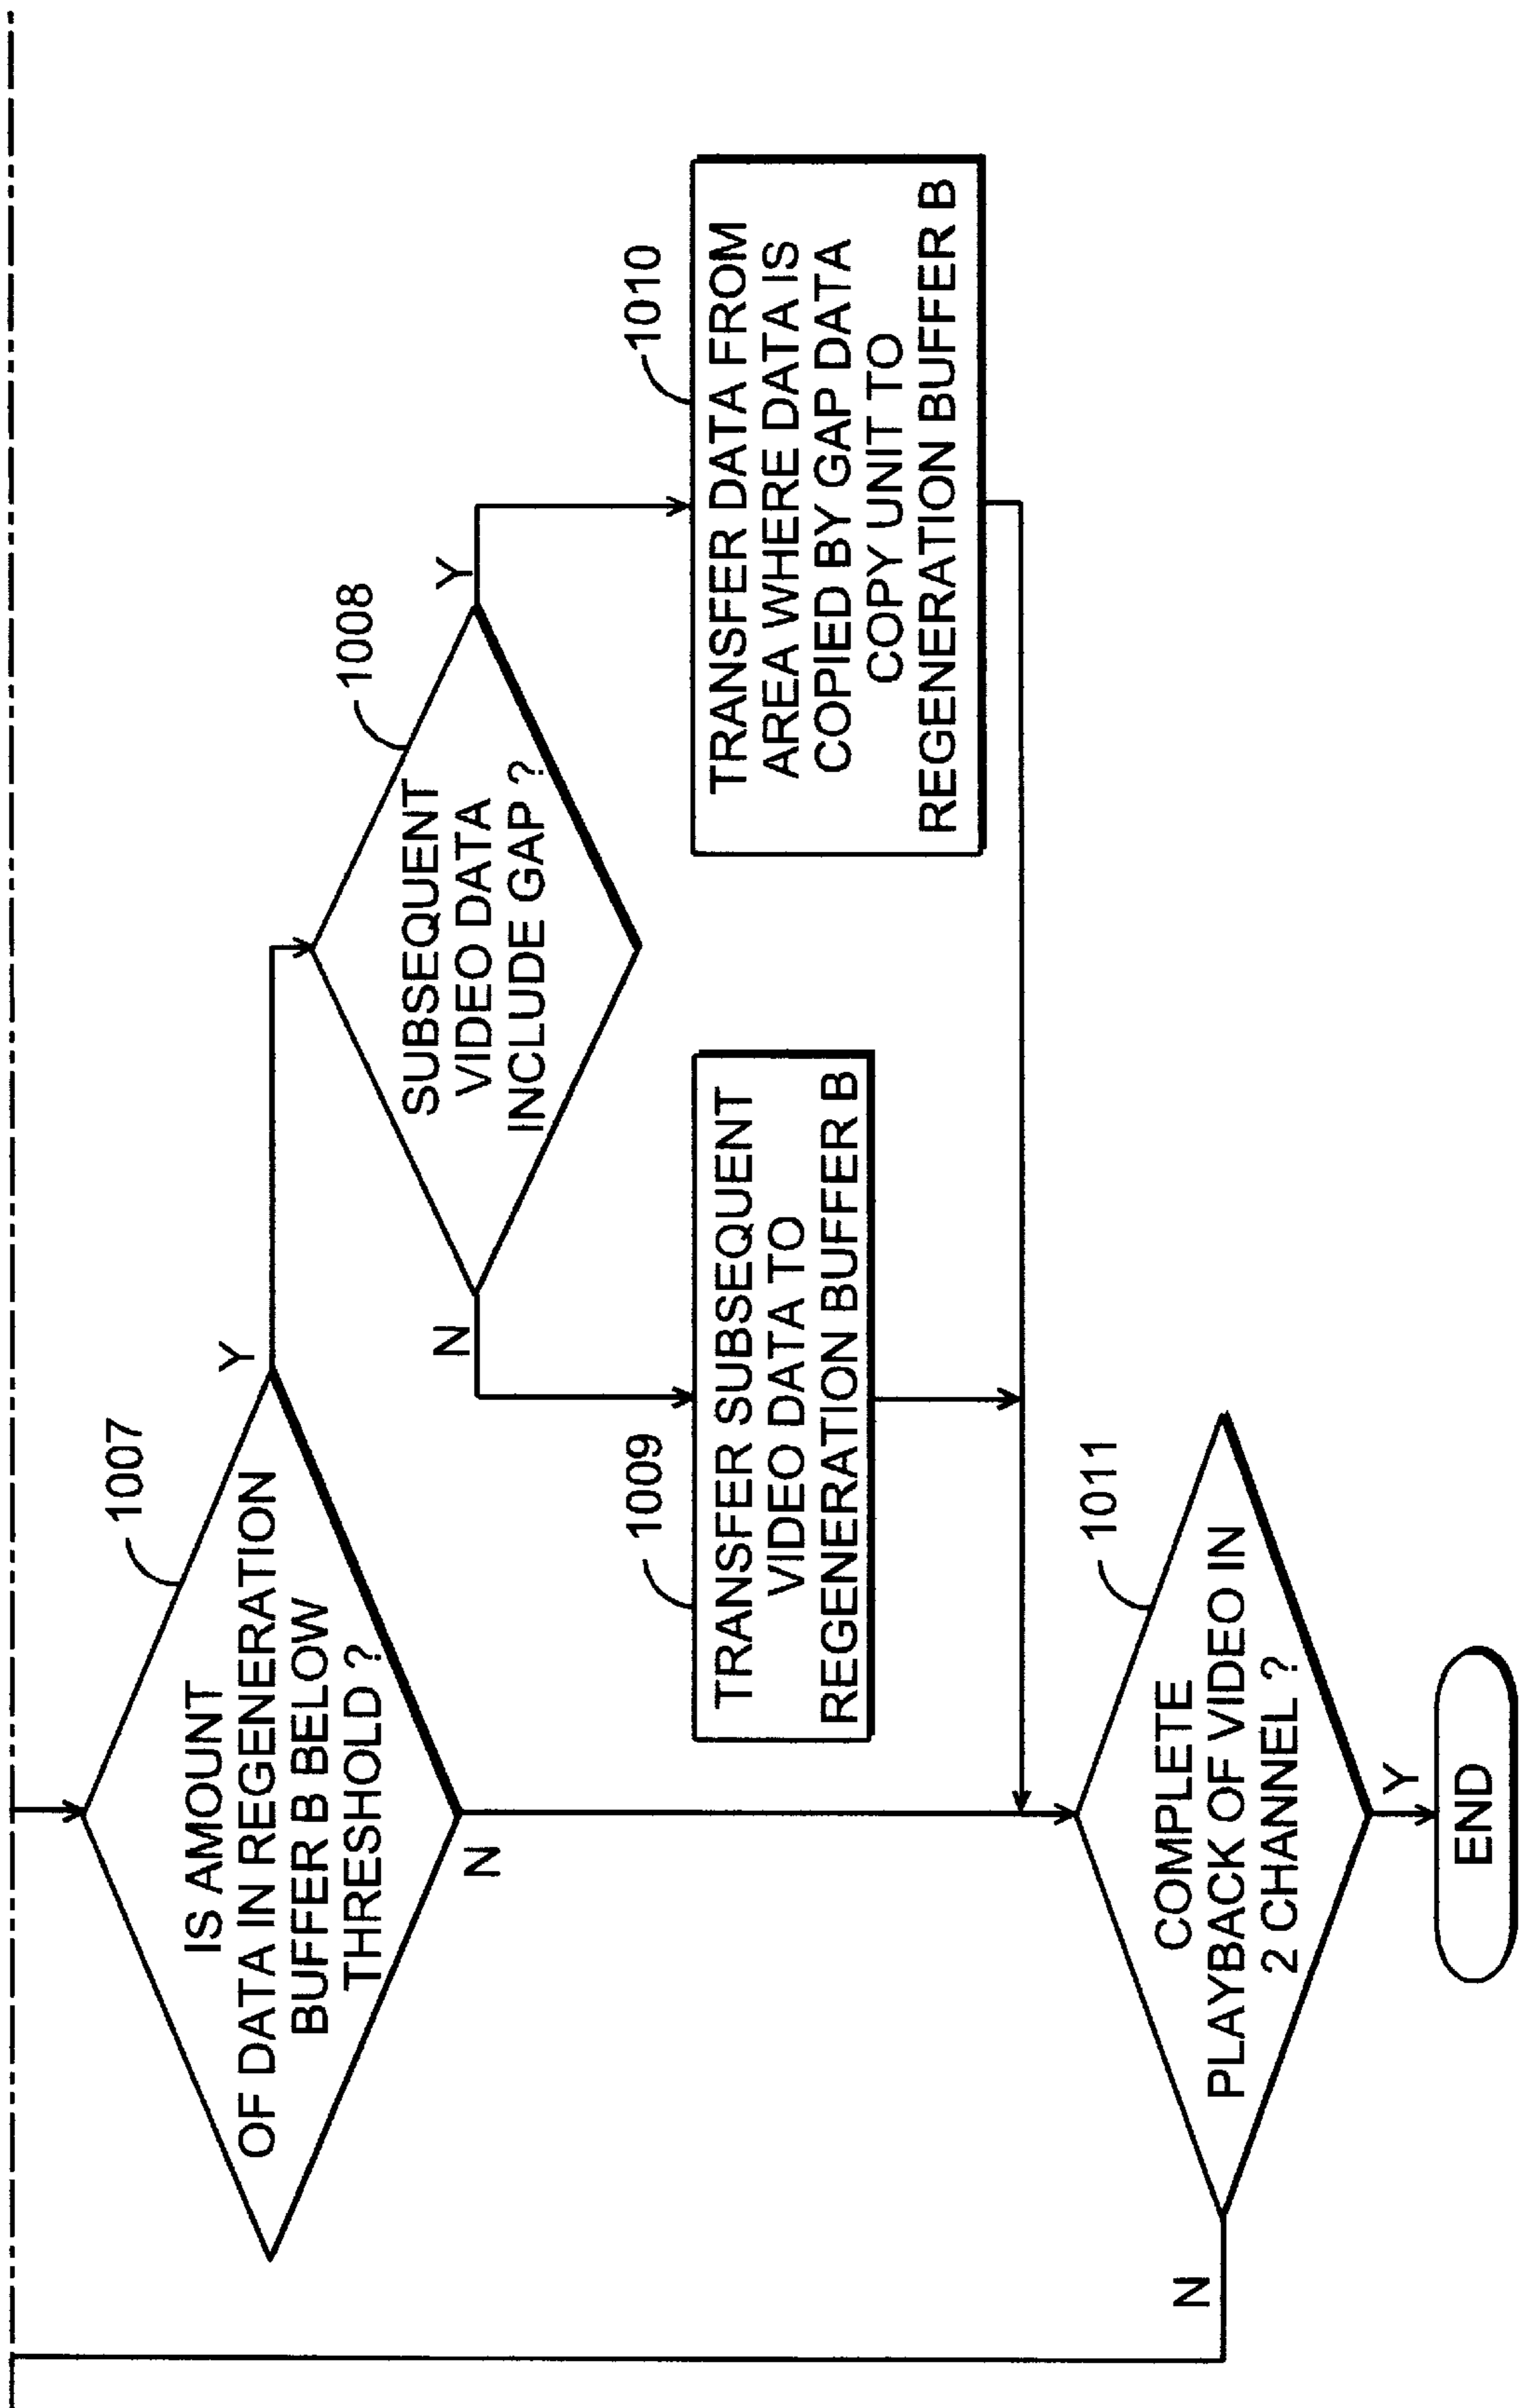 1007
IS AMOUNT
OF DATA IN REGENERATION
BUFFER B BELOW
THRESHOLD ?
Y
N
1008
SUBSEQUENT
VIDEO DATA
INCLUDE GAP ?
Y
N
1009
TRANSFER SUBSEQUENT
VIDEO DATA TO
REGENERATION BUFFER B
1010
TRANSFER DATA FROM
AREA WHERE DATA IS
COPIED BY GAP DATA
COPY UNIT TO
REGENERATION BUFFER B
1011
COMPLETE
PLAYBACK OF VIDEO IN
2 CHANNEL ?
N
Y
END